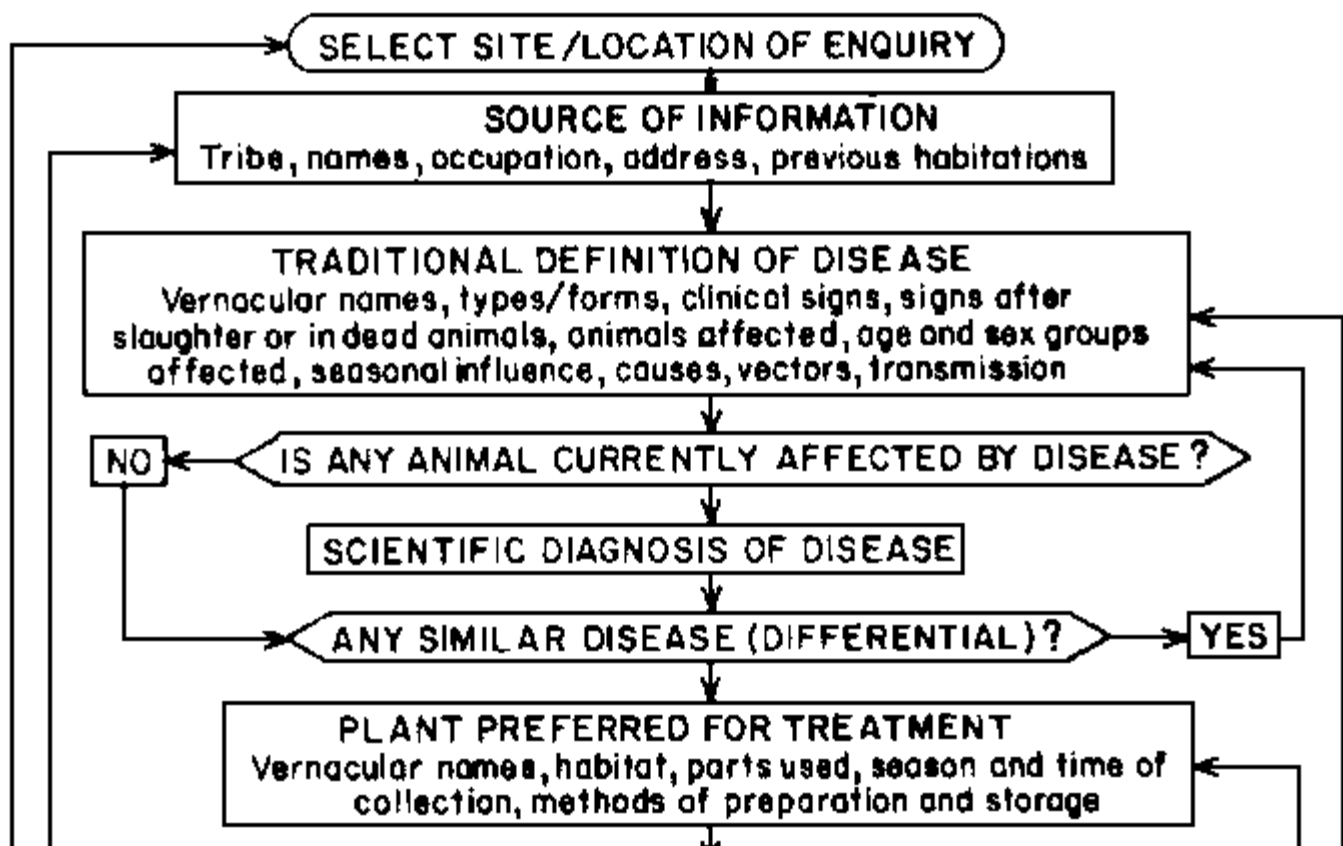 SELECT SITE/LOCATION OF ENQUIRY
SOURCE OF INFORMATION
Tribe, names, occupation, address, previous habitations
TRADITIONAL DEFINITION OF DISEASE
Vernacular names, types/forms, clinical signs, signs after
slaughter or in dead animals, animals affected, age and sex groups
affected, seasonal influence, causes, vectors, transmission
NO
IS ANY ANIMAL CURRENTLY AFFECTED BY DISEASE?
SCIENTIFIC DIAGNOSIS OF DISEASE
ANY SIMILAR DISEASE (DIFFERENTIAL)?
YES
PLANT PREFERRED FOR TREATMENT
Vernacular names, habitat, parts used, season and time of
collection, methods of preparation and storage